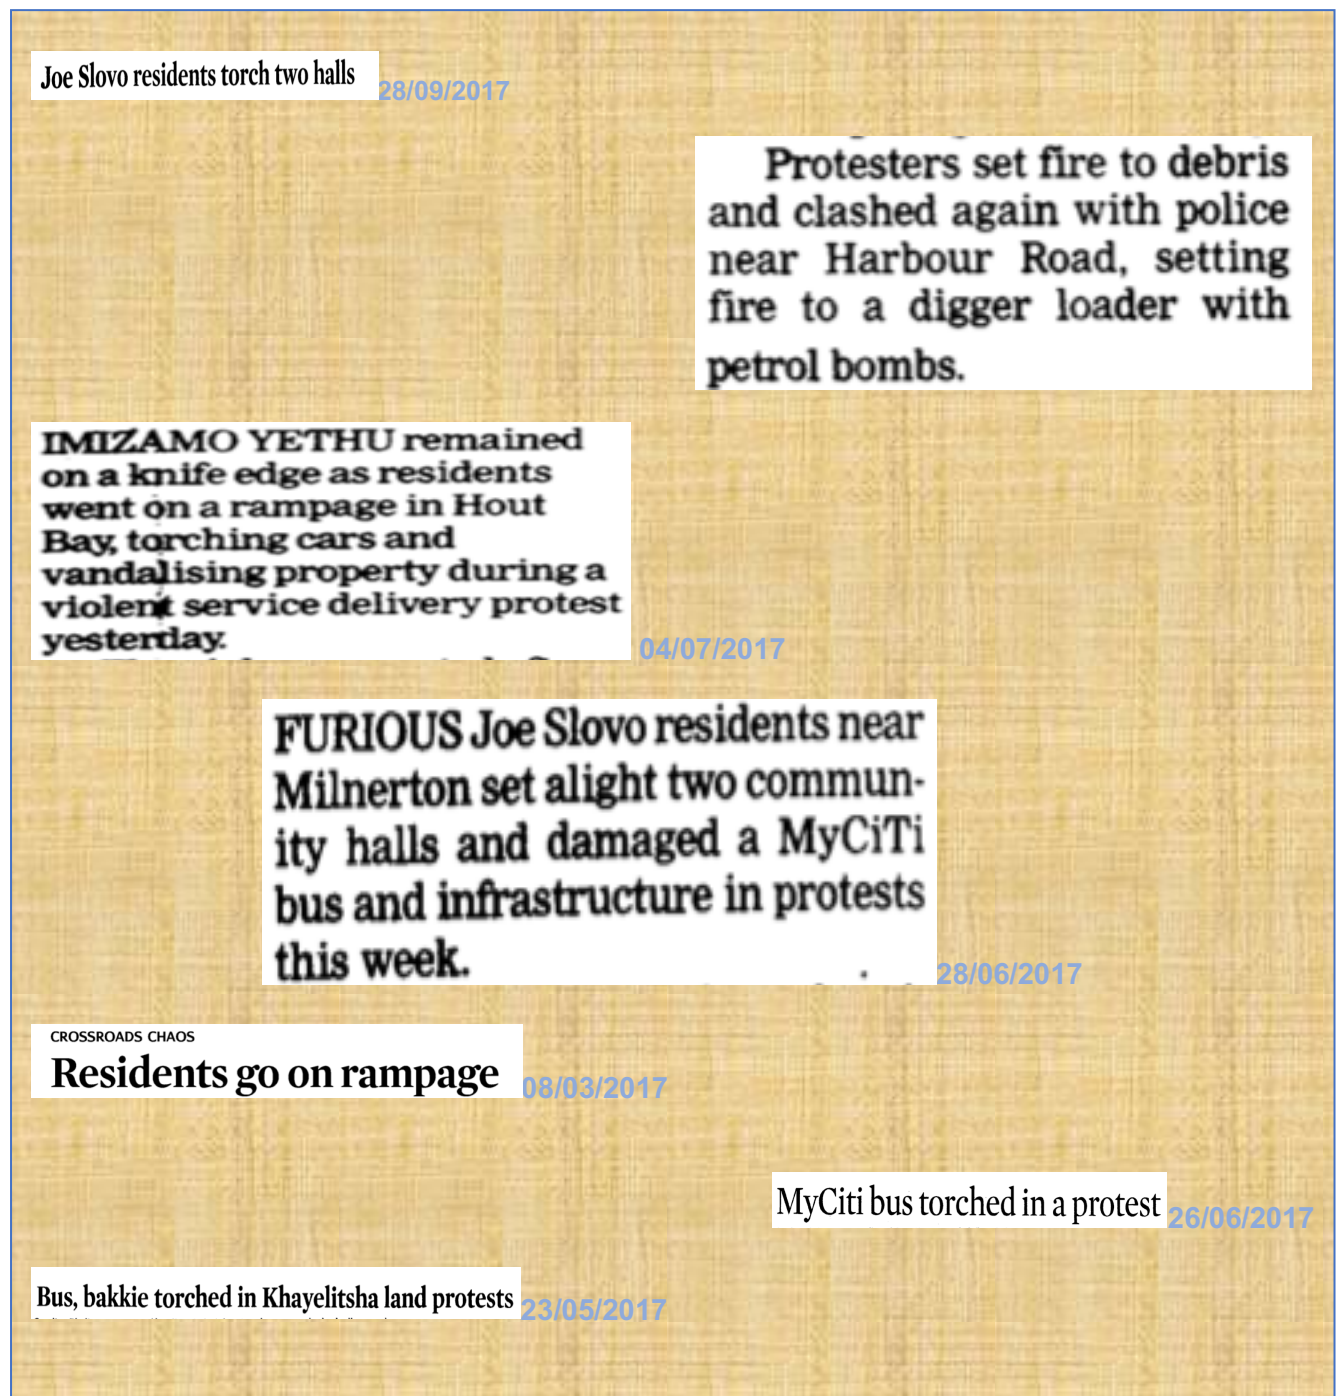 Joe Slovo residents torch two halls
28/09/2017
Protesters set fire to debris
and clashed again with police
near Harbour Road, setting
fire to a digger loader with
petrol bombs.
IMIZAMO YETHU remained
on a knife edge as residents
went on a rampage in Hout
Bay, torching cars and
vandalising property during a
violent service delivery protest
yesterday.
04/07/2017
FURIOUS Joe Slovo residents near
Milnerton set alight two commun-
ity halls and damaged a MyCiTi
bus and infrastructure in protests
this week.
28/06/2017
CROSSROADS CHAOS
Residents go on rampage
08/03/2017
MyCiti bus torched in a protest
26/06/2017
Bus, bakkie torched in Khayelitsha land protests
23/05/2017